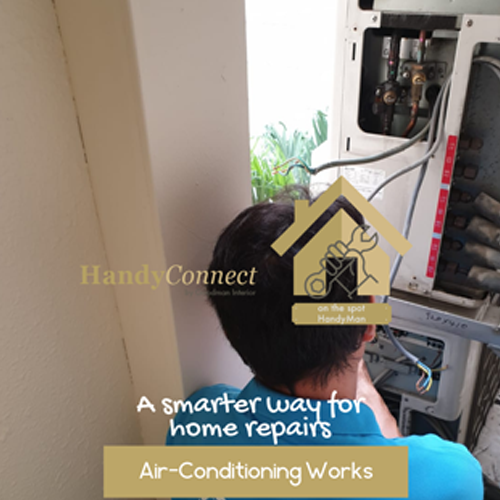 HandyConnect
on the spot
HandyMan
A smarter way for
home repairs
Air-Conditioning Works